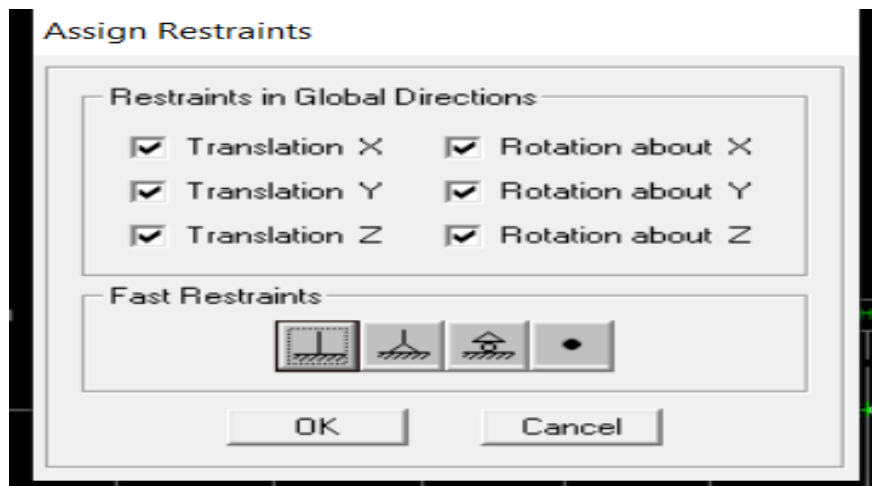 Assign Restraints
Restraints in Global Directions
Translation X Rotation about X
Translation Y Rotation about Y
Translation Z Rotation about Z
Fast Restraints
OK Cancel